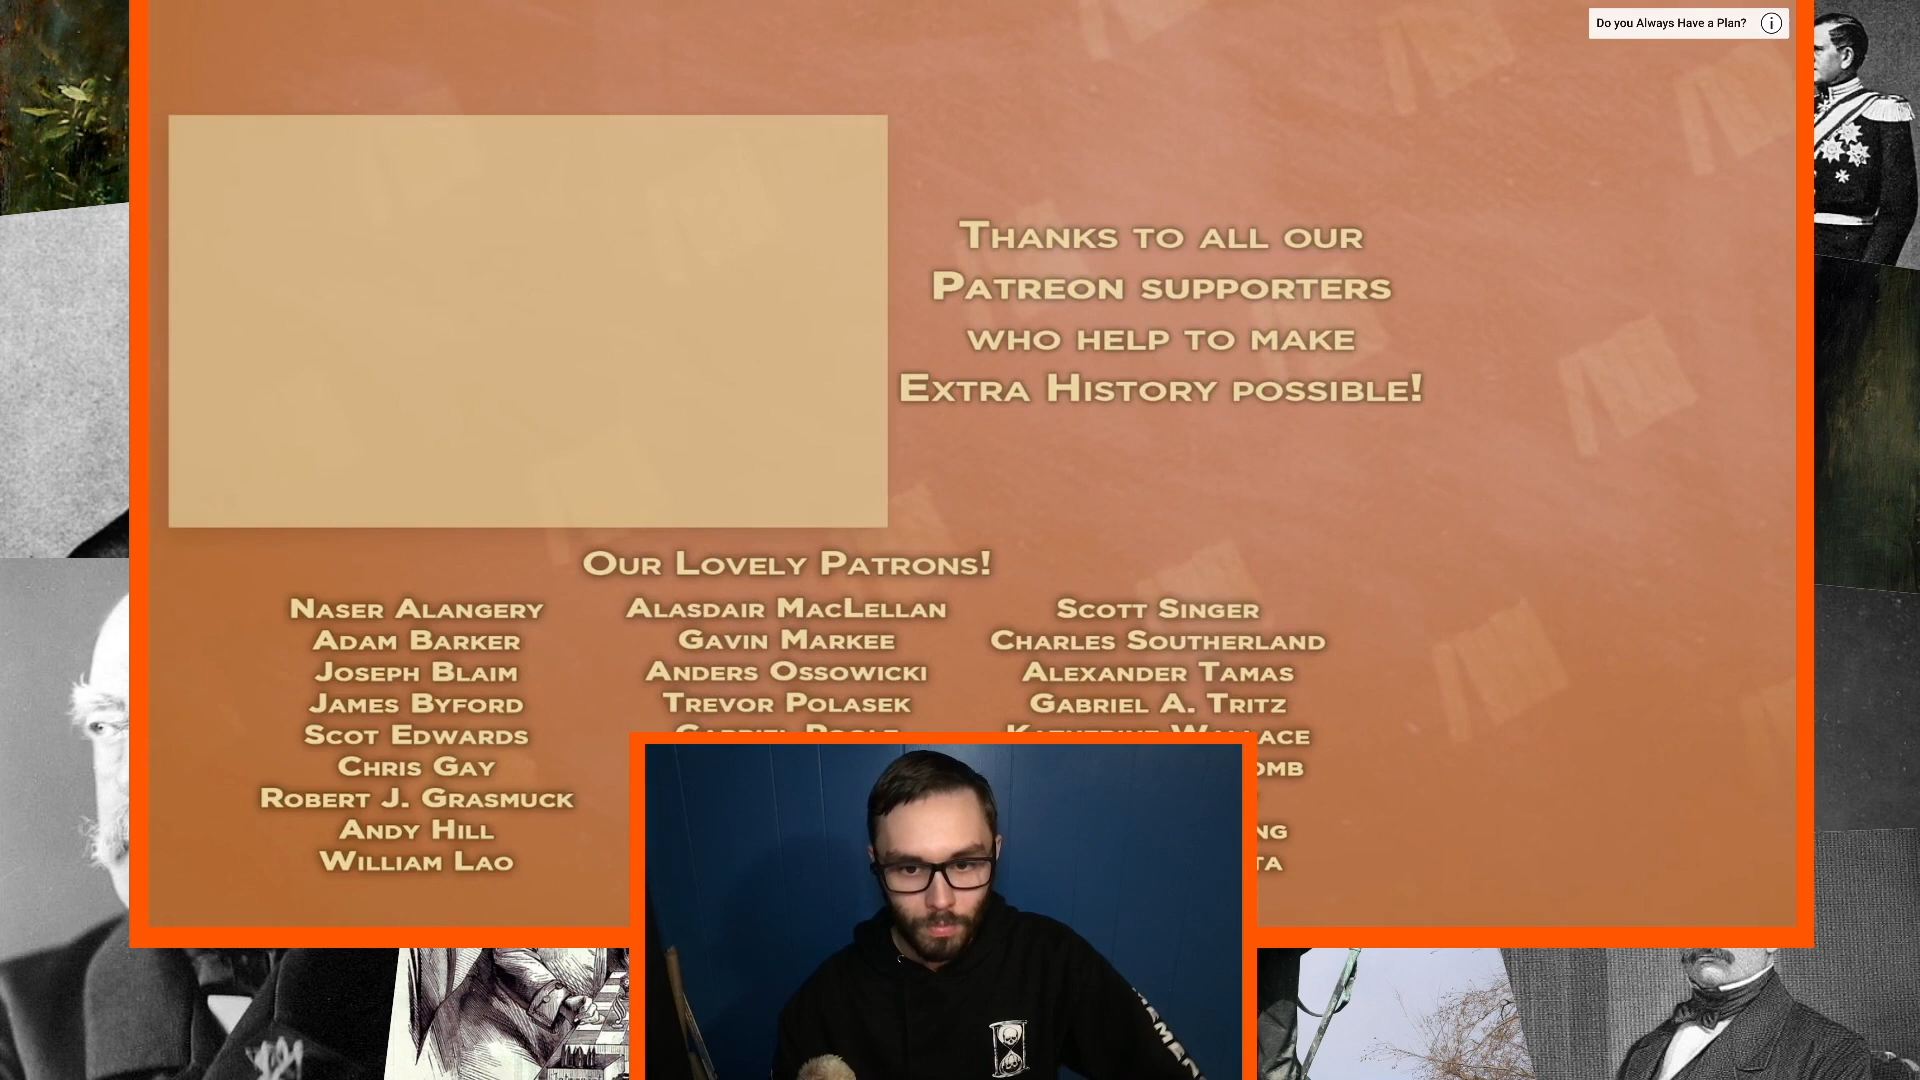 Do you Always Have a Plan?
THANKS TO ALL OUR
PATREON SUPPORTERS
WHO HELP TO MAKE
EXTRA HISTORY POSSIBLE!
OUR LOVELY PATRONS!
NASER ALANGERY
ADAM BARKER
JOSEPH BLAIM
JAMES BYFORD
SCOT EDWARDS
CHRIS GAY
ROBERT J. GRASMUCK
ANDY HILL
WILLIAM LAO
ALASDAIR MACLELLAN
GAVIN MARKEE
ANDERS OSSOWICKI
TREVOR POLASEK
SCOTT SINGER
CHARLES SOUTHERLAND
ALEXANDER TAMAS
GABRIEL A. TRITZ